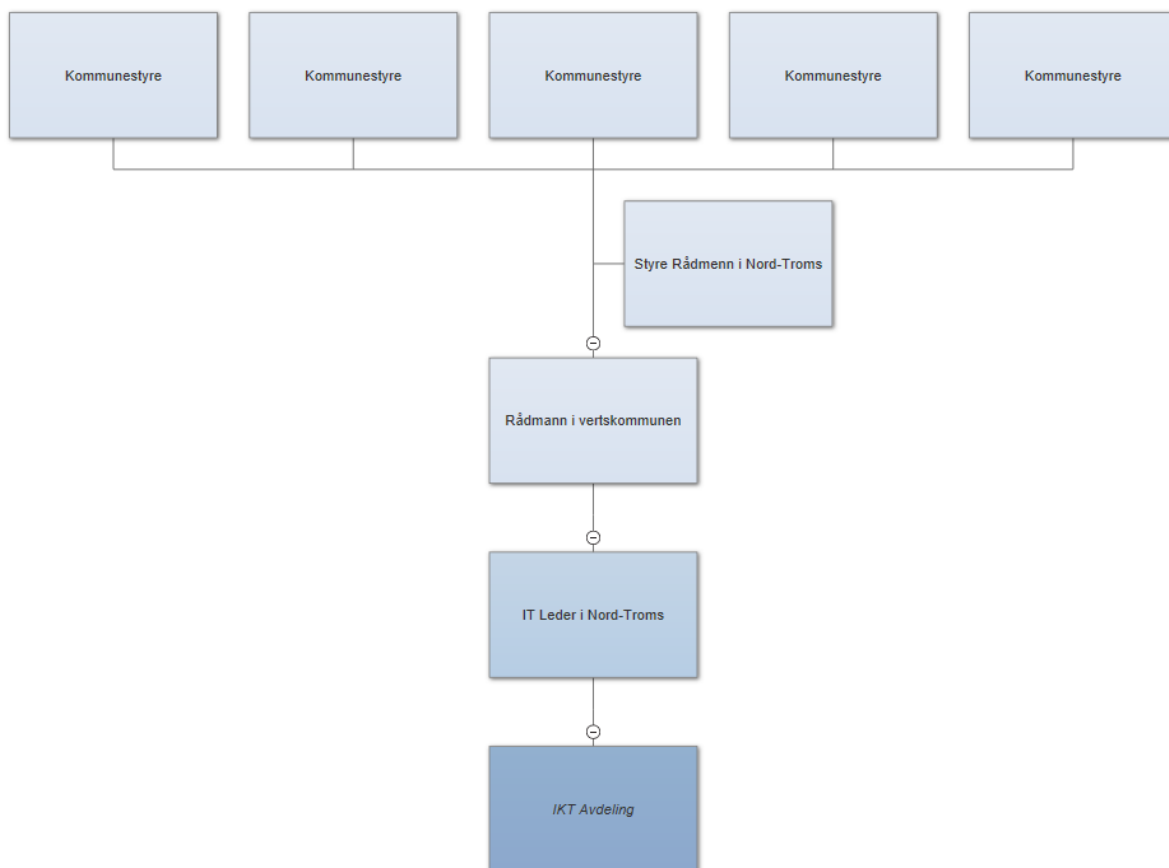 Kommunestyre
Kommunestyre
Kommunestyre
Kommunestyre
Kommunestyre
Styre Rådmenn i Nord-Troms
Rådmann i vertskommunen
IT Leder i Nord-Troms
IKT Avdeling